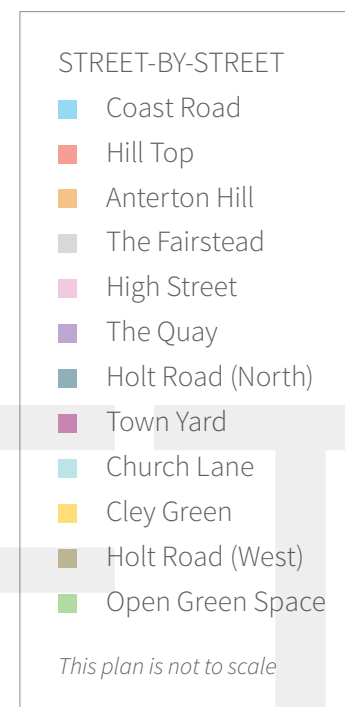 STREET-BY-STREET
Coast Road
Hill Top
Anterton Hill
The Fairstead
High Street
The Quay
Holt Road (North)
Town Yard
Church Lane
Cley Green
Holt Road (West)
Open Green Space
This plan is not to scale